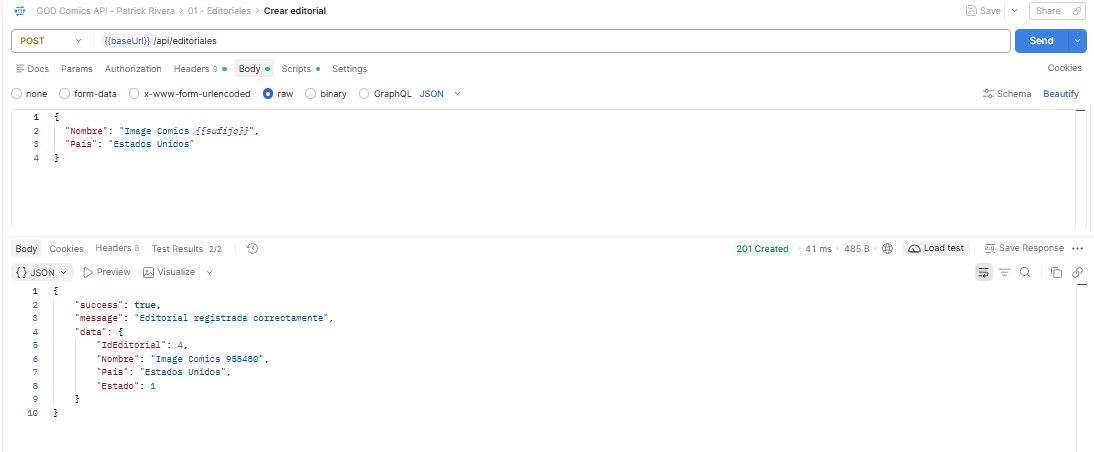 HTTP GOD Comics API - Patrick Rivera > 01 - Editoriales > Crear editorial Save Share
POST {{baseUrl}} /api/editoriales Send
Docs Params Authorization Headers 9 Body Scripts Settings Cookies
none form-data x-www-form-urlencoded raw binary GraphQL JSON Schema Beautify
1 {
2 "Nombre": "Image Comics {{sufijo}}",
3 "Pais": "Estados Unidos"
4 }
Body Cookies Headers 8 Test Results 2/2 201 Created • 41 ms • 485 B • Load test e.g. Save Response
{} JSON Preview Visualize
1 {
2 "success": true,
3 "message": "Editorial registrada correctamente",
4 "data": {
5 "IdEditorial": 4,
6 "Nombre": "Image Comics 955480",
7 "Pais": "Estados Unidos",
8 "Estado": 1
9 }
10 }